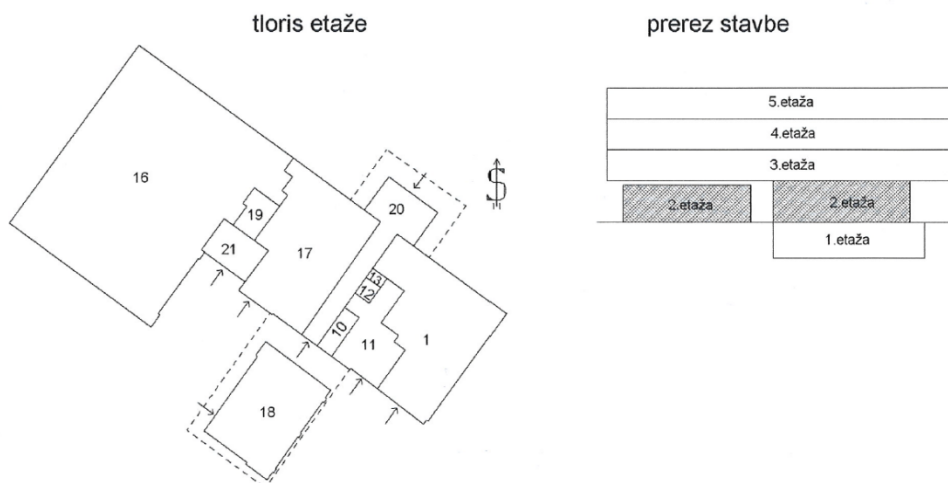 tloris etaže
prerez stavbe
16
19
21
17
20
S
13
12
10
11
1
18
5.etaža
4.etaža
3.etaža
2.etaža
2.etaža
1.etaža